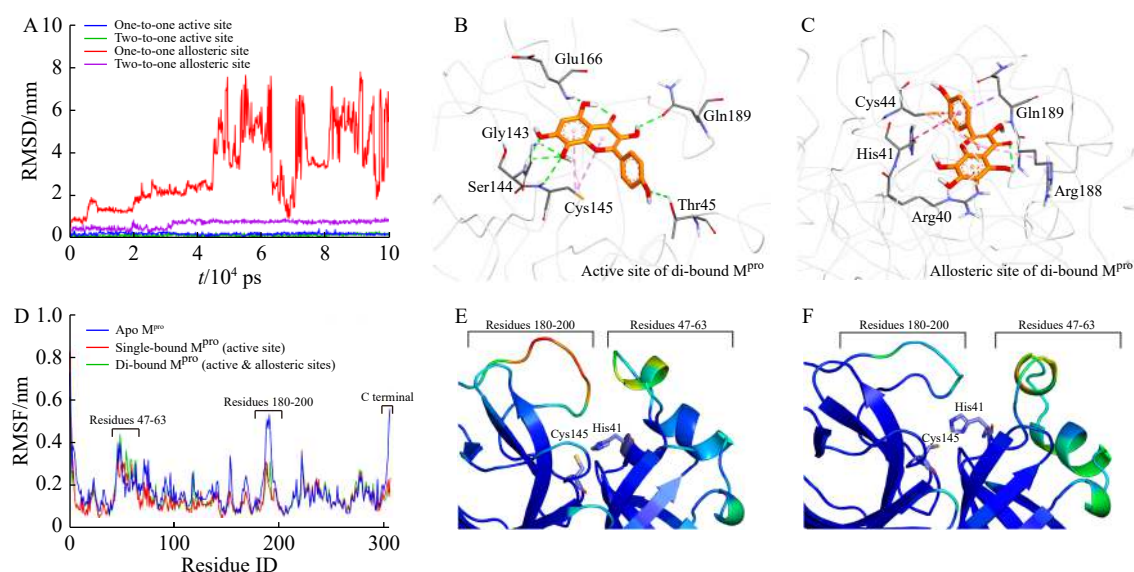 A
One-to-one active site
Two-to-one active site
One-to-one allosteric site
Two-to-one allosteric site
RMSD/mm
10
8
6
4
2
0
0 2 4 6 8 10
t/10⁴ ps
B
Glu166
Gln189
Gly143
Ser144
Cys145
Thr45
Active site of di-bound Mᵖʳᵒ
C
Cys44
Gln189
His41
Arg188
Arg40
Allosteric site of di-bound Mᵖʳᵒ
D
Apo Mᵖʳᵒ
Single-bound Mᵖʳᵒ (active site)
Di-bound Mᵖʳᵒ (active & allosteric sites)
Residues 47-63
Residues 180-200
C terminal
RMSF/nm
1.0
0.8
0.6
0.4
0.2
0
0 100 200 300
Residue ID
E
Residues 180-200
Residues 47-63
Cys145
His41
F
Residues 180-200
Residues 47-63
His41
Cys145